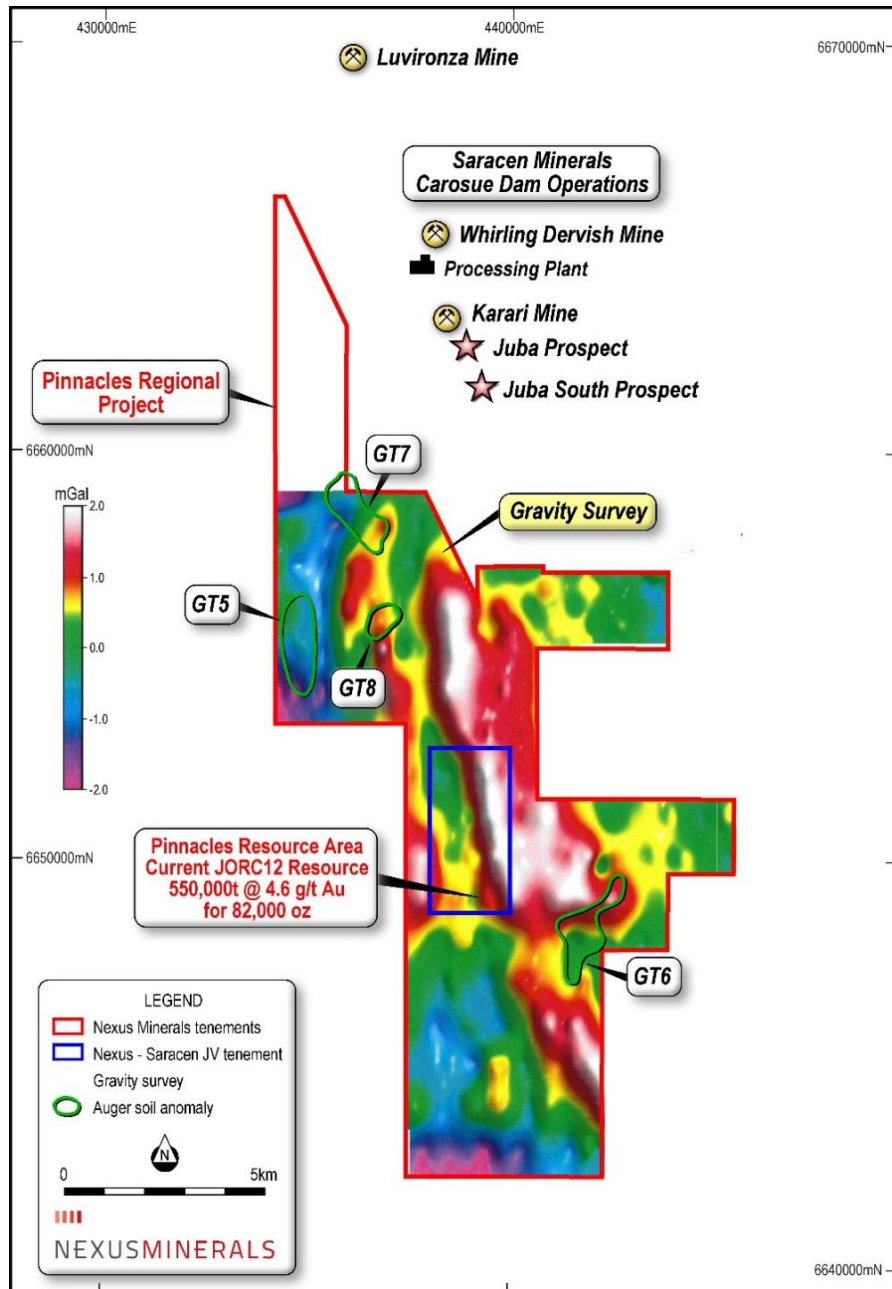 430000mE
440000mE
6670000mN
Luvironza Mine
Saracen Minerals
Carosue Dam Operations
Whirling Dervish Mine
Processing Plant
Karari Mine
Juba Prospect
Juba South Prospect
Pinnacles Regional
Project
6660000mN
GT7
mGal
2.0
1.0
0.0
-1.0
-2.0
Gravity Survey
GT5
GT8
Pinnacles Resource Area
Current JORC12 Resource
550,000t @ 4.6 g/t Au
for 82,000 oz
6650000mN
GT6
LEGEND
Nexus Minerals tenements
Nexus - Saracen JV tenement
Gravity survey
Auger soil anomaly
N
0 5km
NEXUSMINERALS
6640000mN